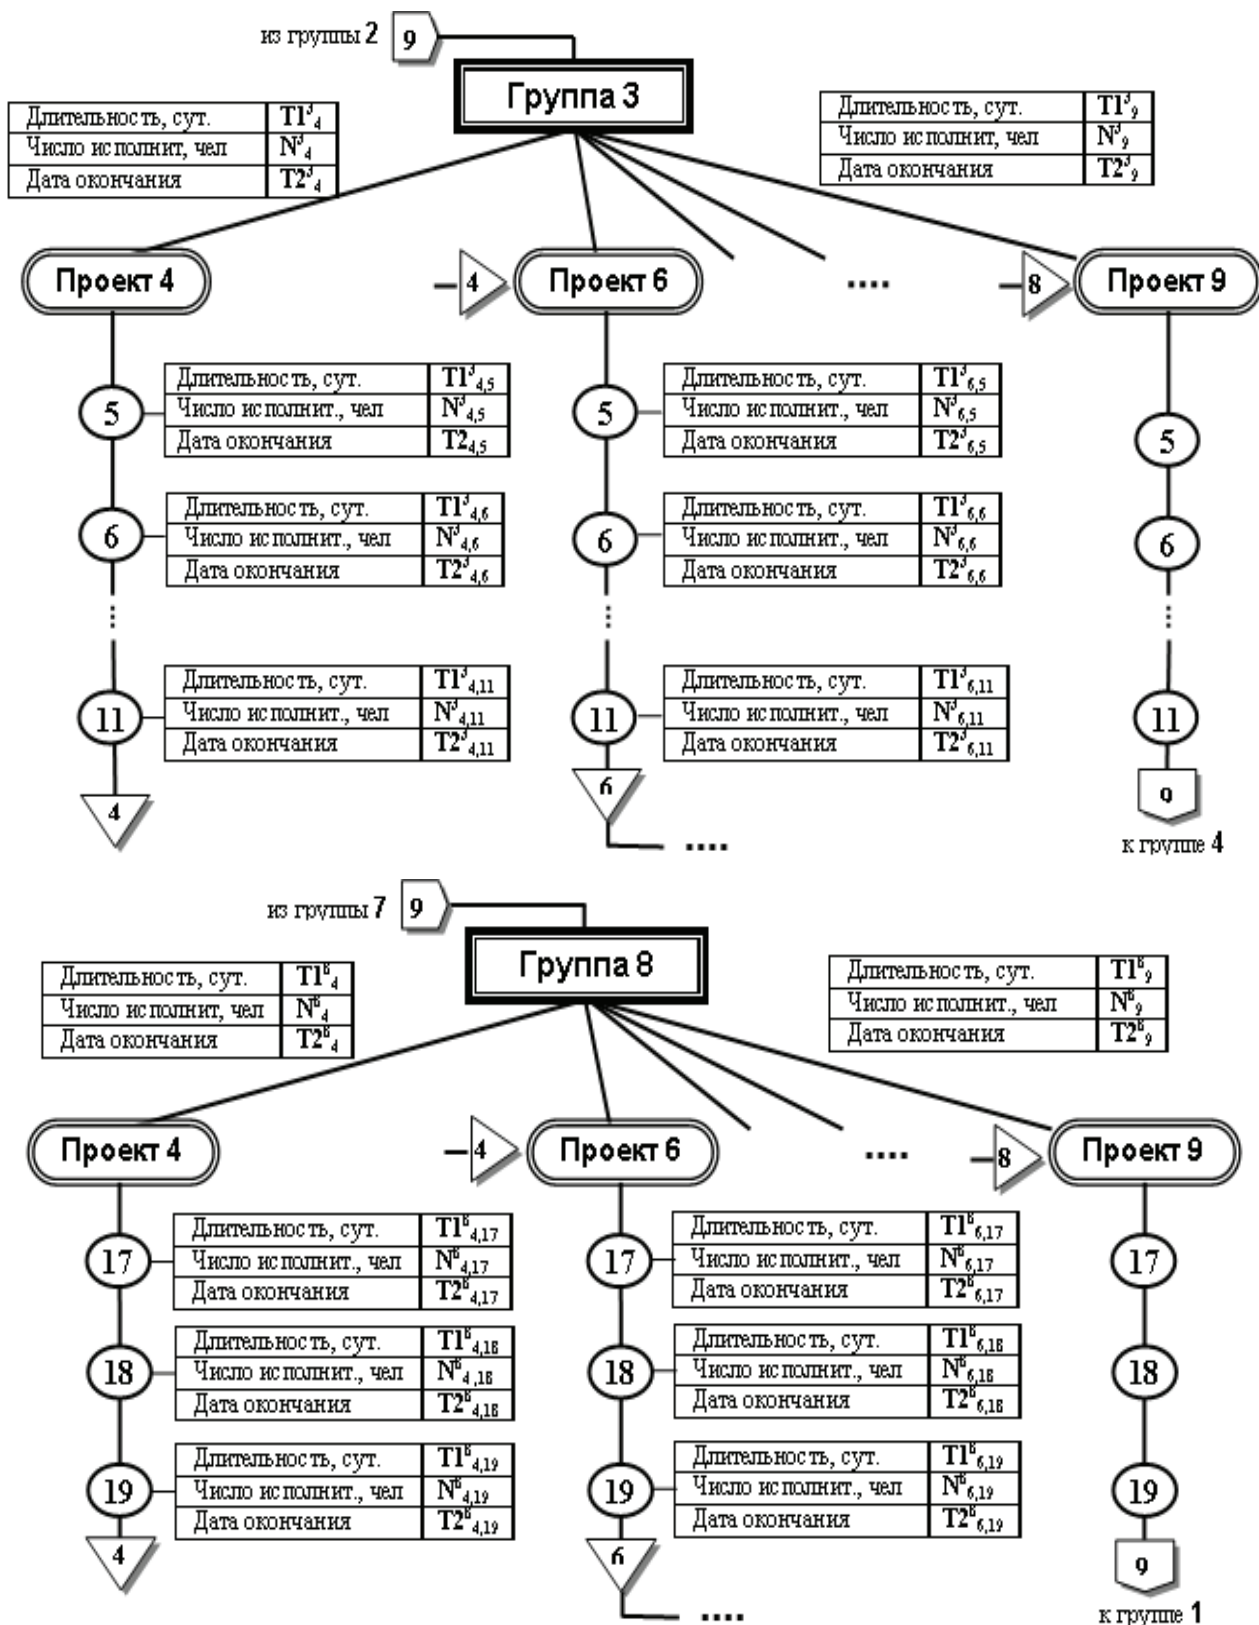 из группы 2 9
Группа 3
Длительность, сут. T1³₄
Число исполнит, чел N³₄
Дата окончания T2³₄
T1³₉
Длительность, сут.
Число исполнит, чел N³₉
Дата окончания T2³₉
Проект 4
4
Проект 6
....
8
Проект 9
5
Длительность, сут. T1³₄,₅
Число исполнит., чел N³₄,₅
Дата окончания T2₄,₅
5
Длительность, сут. T1³₆,₅
Число исполнит., чел N³₆,₅
Дата окончания T2³₆,₅
5
6
Длительность, сут. T1³₄,₆
Число исполнит., чел N³₄,₆
Дата окончания T2³₄,₆
6
Длительность, сут. T1³₆,₆
Число исполнит., чел N³₆,₆
Дата окончания T2³₆,₆
6
11
Длительность, сут. T1³₄,₁₁
Число исполнит., чел N³₄,₁₁
Дата окончания T2³₄,₁₁
11
Длительность, сут. T1³₆,₁₁
Число исполнит., чел N³₆,₁₁
Дата окончания T2³₆,₁₁
11
4
6
....
9
к группе 4
из группы 7 9
Группа 8
Длительность, сут. T1⁸₄
Число исполнит, чел N⁸₄
Дата окончания T2⁸₄
Длительность, сут. T1⁸₉
Число исполнит, чел N⁸₉
Дата окончания T2⁸₉
Проект 4
4
Проект 6
....
8
Проект 9
17
Длительность, сут. T1⁸₄,₁₇
Число исполнит., чел N⁸₄,₁₇
Дата окончания T2⁸₄,₁₇
17
Длительность, сут. T1⁸₆,₁₇
Число исполнит., чел N⁸₆,₁₇
Дата окончания T2⁸₆,₁₇
17
18
Длительность, сут. T1⁸₄,₁₈
Число исполнит., чел N⁸₄,₁₈
Дата окончания T2⁸₄,₁₈
18
Длительность, сут. T1⁸₆,₁₈
Число исполнит., чел N⁸₆,₁₈
Дата окончания T2⁸₆,₁₈
18
19
Длительность, сут. T1⁸₄,₁₉
Число исполнит., чел N⁸₄,₁₉
Дата окончания T2⁸₄,₁₉
19
Длительность, сут. T1⁸₆,₁₉
Число исполнит., чел N⁸₆,₁₉
Дата окончания T2⁸₆,₁₉
19
4
6
....
9
к группе 1